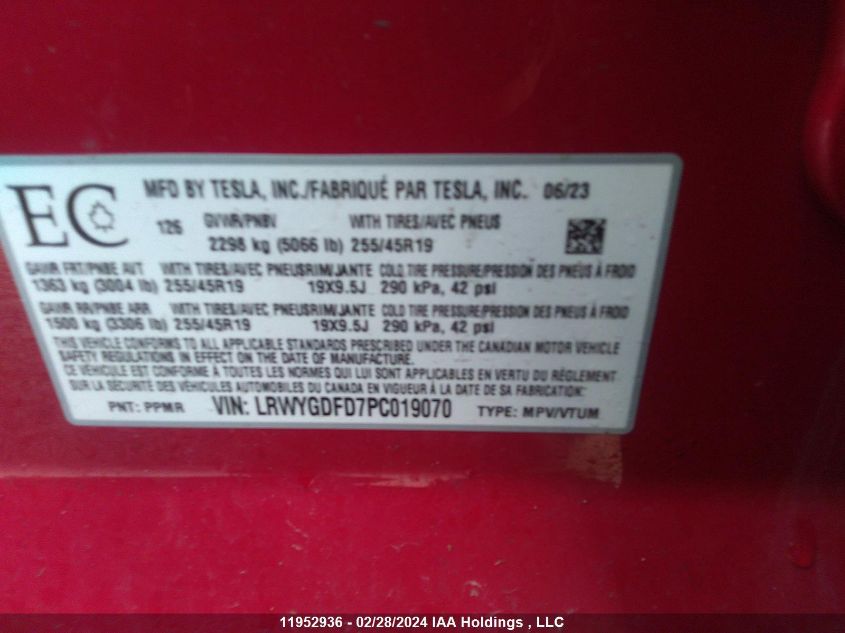 EC
MFD BY TESLA, INC./FABRIQUÉ PAR TESLA, INC. 06/23
126 GVWR/PNBV WITH TIRES/AVEC PNEUS
2298 kg (5066 lb) 255/45R19
GAWR FRT/PNBE AVT WITH TIRES/AVEC PNEUS RIM/JANTE COLD TIRE PRESSURE/PRESSION DES PNEUS À FROID
1363 kg (3004 lb) 255/45R19 19X9.5J 290 kPa, 42 psi
GAWR RR/PNBE ARR WITH TIRES/AVEC PNEUS RIM/JANTE COLD TIRE PRESSURE/PRESSION DES PNEUS À FROID
1500 kg (3306 lb) 255/45R19 19X9.5J 290 kPa, 42 psi
THIS VEHICLE CONFORMS TO ALL APPLICABLE STANDARDS PRESCRIBED UNDER THE CANADIAN MOTOR VEHICLE
SAFETY REGULATIONS IN EFFECT ON THE DATE OF MANUFACTURE.
CE VÉHICULE EST CONFORME À TOUTES LES NORMES QUI LUI SONT APPLICABLES EN VERTU DU RÈGLEMENT
SUR LA SÉCURITÉ DES VÉHICULES AUTOMOBILES DU CANADA EN VIGUEUR À LA DATE DE SA FABRICATION:
PNT: PPMR VIN: LRWYGDFD7PC019070 TYPE: MPV/VTUM
11952936 - 02/28/2024 IAA Holdings , LLC